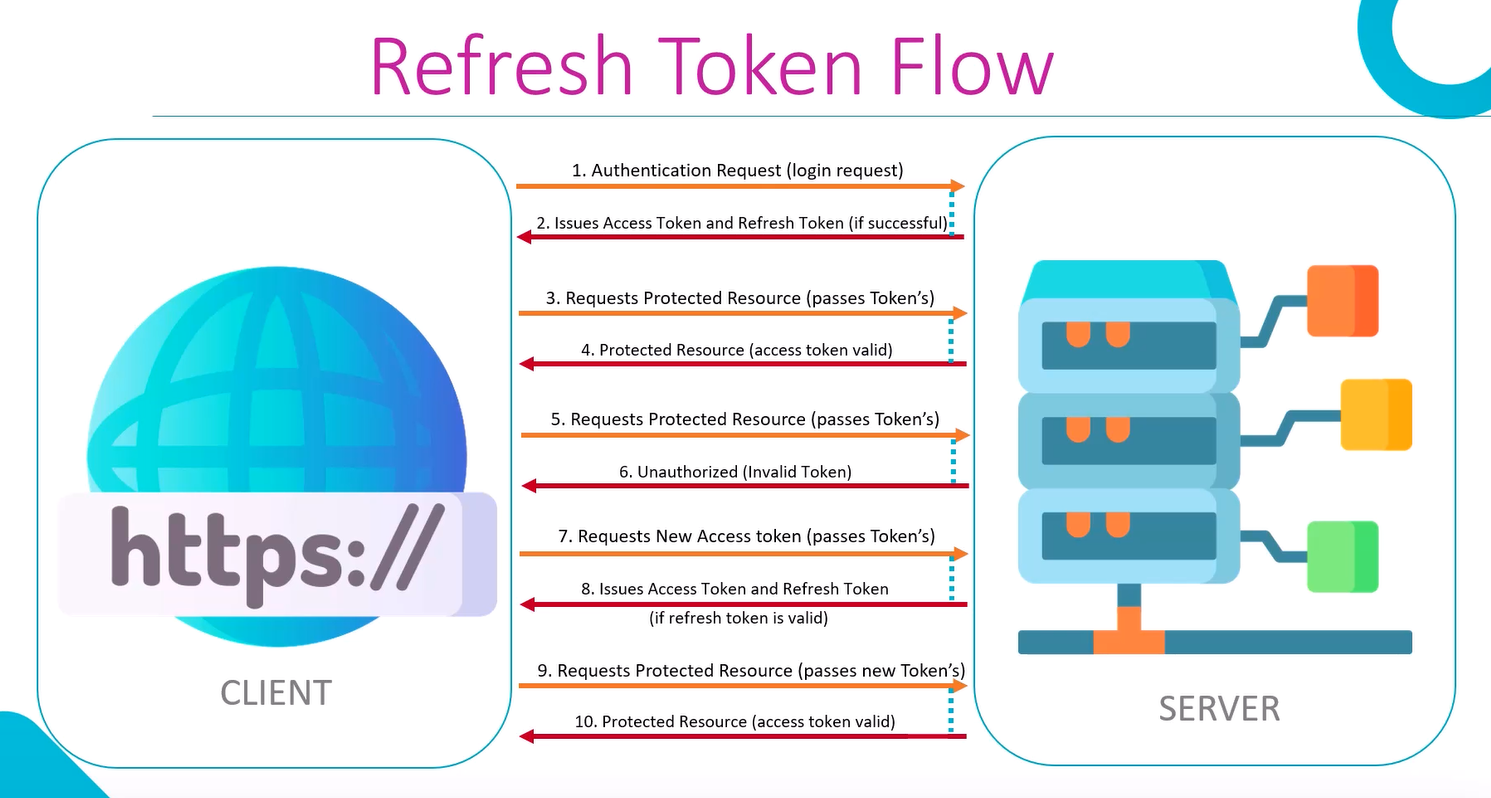 Refresh Token Flow
1. Authentication Request (login request)
2. Issues Access Token and Refresh Token (if successful)
3. Requests Protected Resource (passes Token’s)
4. Protected Resource (access token valid)
5. Requests Protected Resource (passes Token’s)
6. Unauthorized (Invalid Token)
7. Requests New Access token (passes Token’s)
8. Issues Access Token and Refresh Token
(if refresh token is valid)
9. Requests Protected Resource (passes new Token’s)
10. Protected Resource (access token valid)
https://
CLIENT
SERVER